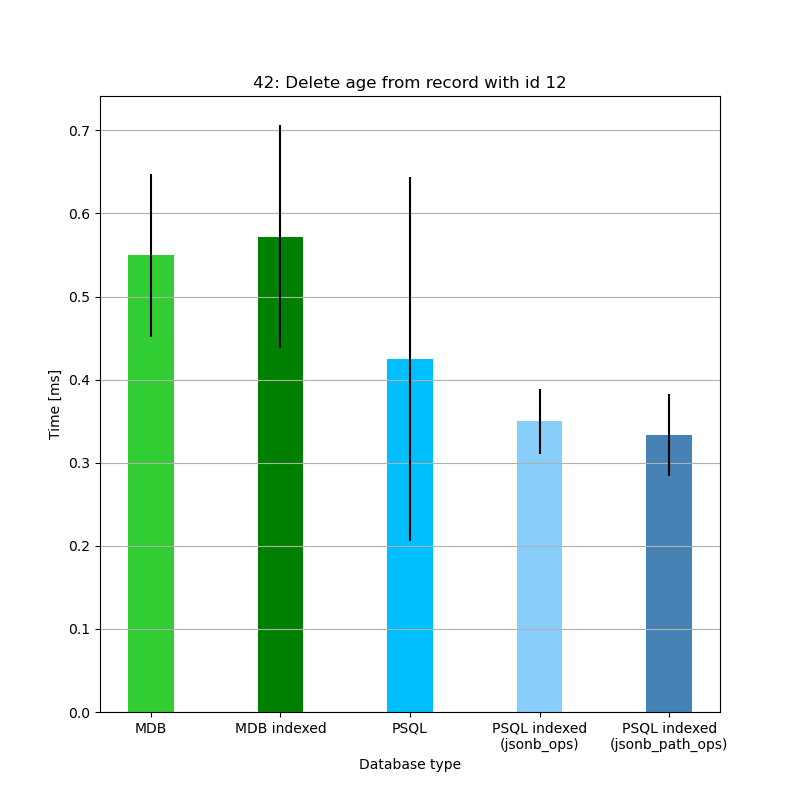 42: Delete age from record with id 12
0.7
0.6
0.5
0.4
0.3
0.2
0.1
0.0
Time [ms]
MDB
MDB indexed
PSQL
PSQL indexed
(jsonb_ops)
PSQL indexed
(jsonb_path_ops)
Database type